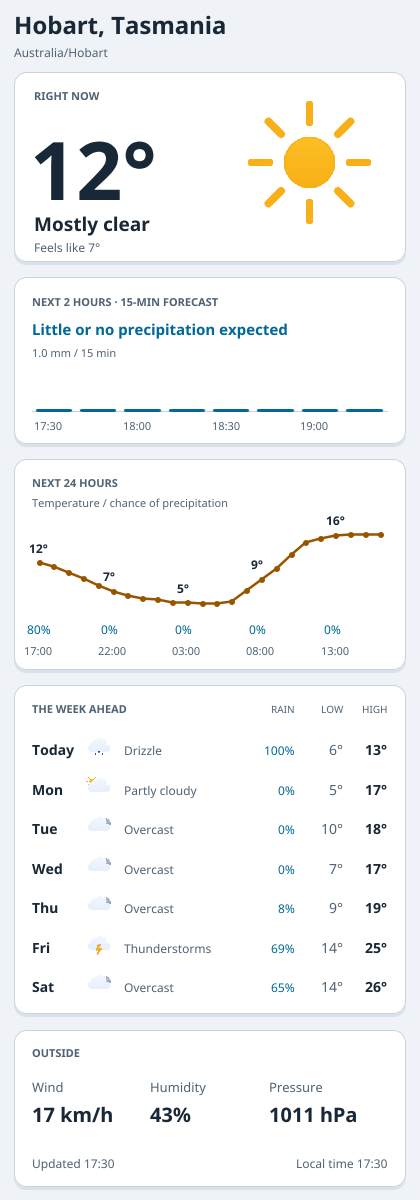 Hobart, Tasmania
Australia/Hobart
RIGHT NOW
12°
Mostly clear
Feels like 7°
NEXT 2 HOURS · 15-MIN FORECAST
Little or no precipitation expected
1.0 mm / 15 min
17:30 18:00 18:30 19:00
NEXT 24 HOURS
Temperature / chance of precipitation
12° 7° 5° 9° 16°
80% 0% 0% 0% 0%
17:00 22:00 03:00 08:00 13:00
THE WEEK AHEAD RAIN LOW HIGH
Today Drizzle 100% 6° 13°
Mon Partly cloudy 0% 5° 17°
Tue Overcast 0% 10° 18°
Wed Overcast 0% 7° 17°
Thu Overcast 8% 9° 19°
Fri Thunderstorms 69% 14° 25°
Sat Overcast 65% 14° 26°
OUTSIDE
Wind Humidity Pressure
17 km/h 43% 1011 hPa
Updated 17:30 Local time 17:30